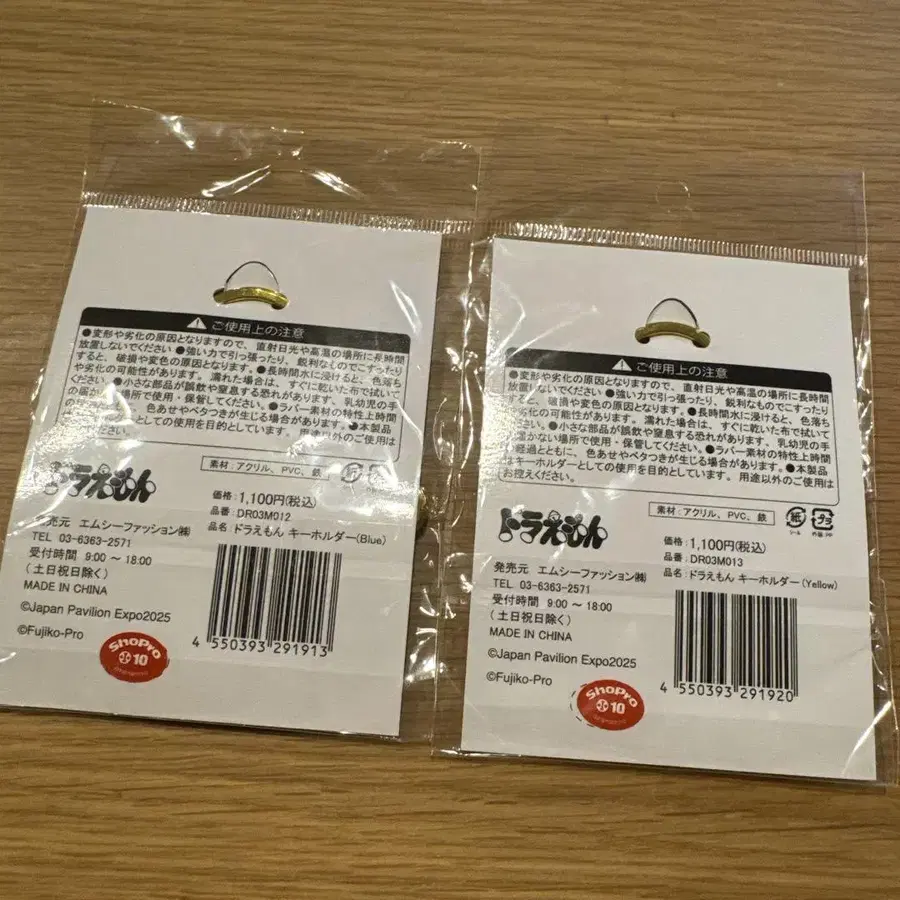 ⚠ ご使用上の注意
●変形や劣化の原因となりますので、直射日光や高温の場所に長時間
放置しないでください ●強い力で引っ張ったり、鋭利なものでこすったり
すると、破損や変色の原因となります。●長時間水に浸けると、色落ち
や劣化の可能性があります。濡れた場合は、すぐに乾いた布で拭いて
ください。●小さな部品が誤飲や窒息する恐れがあります。乳幼児の手
の届かない場所で使用・保管してください。●ラバー素材の特性上時間
色あせやベタつきが生じる場合があります。●本製品
の使用を目的としています。用途以外のご使用は
ドラえもん
素材:アクリル、PVC、鉄
価格:1,100円(税込)
品番:DR03M012
品名:ドラえもん キーホルダー(Blue)
発売元 エムシーファッション㈱
TEL 03-6363-2571
受付時間 9:00 ~ 18:00
(土日祝日除く)
MADE IN CHINA
©Japan Pavilion Expo2025
©Fujiko-Pro
4 550393 291913
ShoPro
10
⚠ ご使用上の注意
●変形や劣化の原因となりますので、直射日光や高温の場所に長時間
放置しないでください ●強い力で引っ張ったり、鋭利なものでこすったり
すると、破損や変色の原因となります。●長時間水に浸けると、色落ち
や劣化の可能性があります。濡れた場合は、すぐに乾いた布で拭いて
ください。●小さな部品が誤飲や窒息する恐れがあります。乳幼児の手
の届かない場所で使用・保管してください。●ラバー素材の特性上時間
経過とともに、色あせやベタつきが生じる場合があります。●本製品
はキーホルダーとしての使用を目的としています。用途以外のご使用は
お控えください。
ドラえもん
素材:アクリル、PVC、鉄
紙
プラ
外装:PP
価格:1,100円(税込)
品番:DR03M013
品名:ドラえもん キーホルダー(Yellow)
発売元 エムシーファッション㈱
TEL 03-6363-2571
受付時間 9:00 ~ 18:00
(土日祝日除く)
MADE IN CHINA
©Japan Pavilion Expo2025
©Fujiko-Pro
4 550393 291920
ShoPro
10